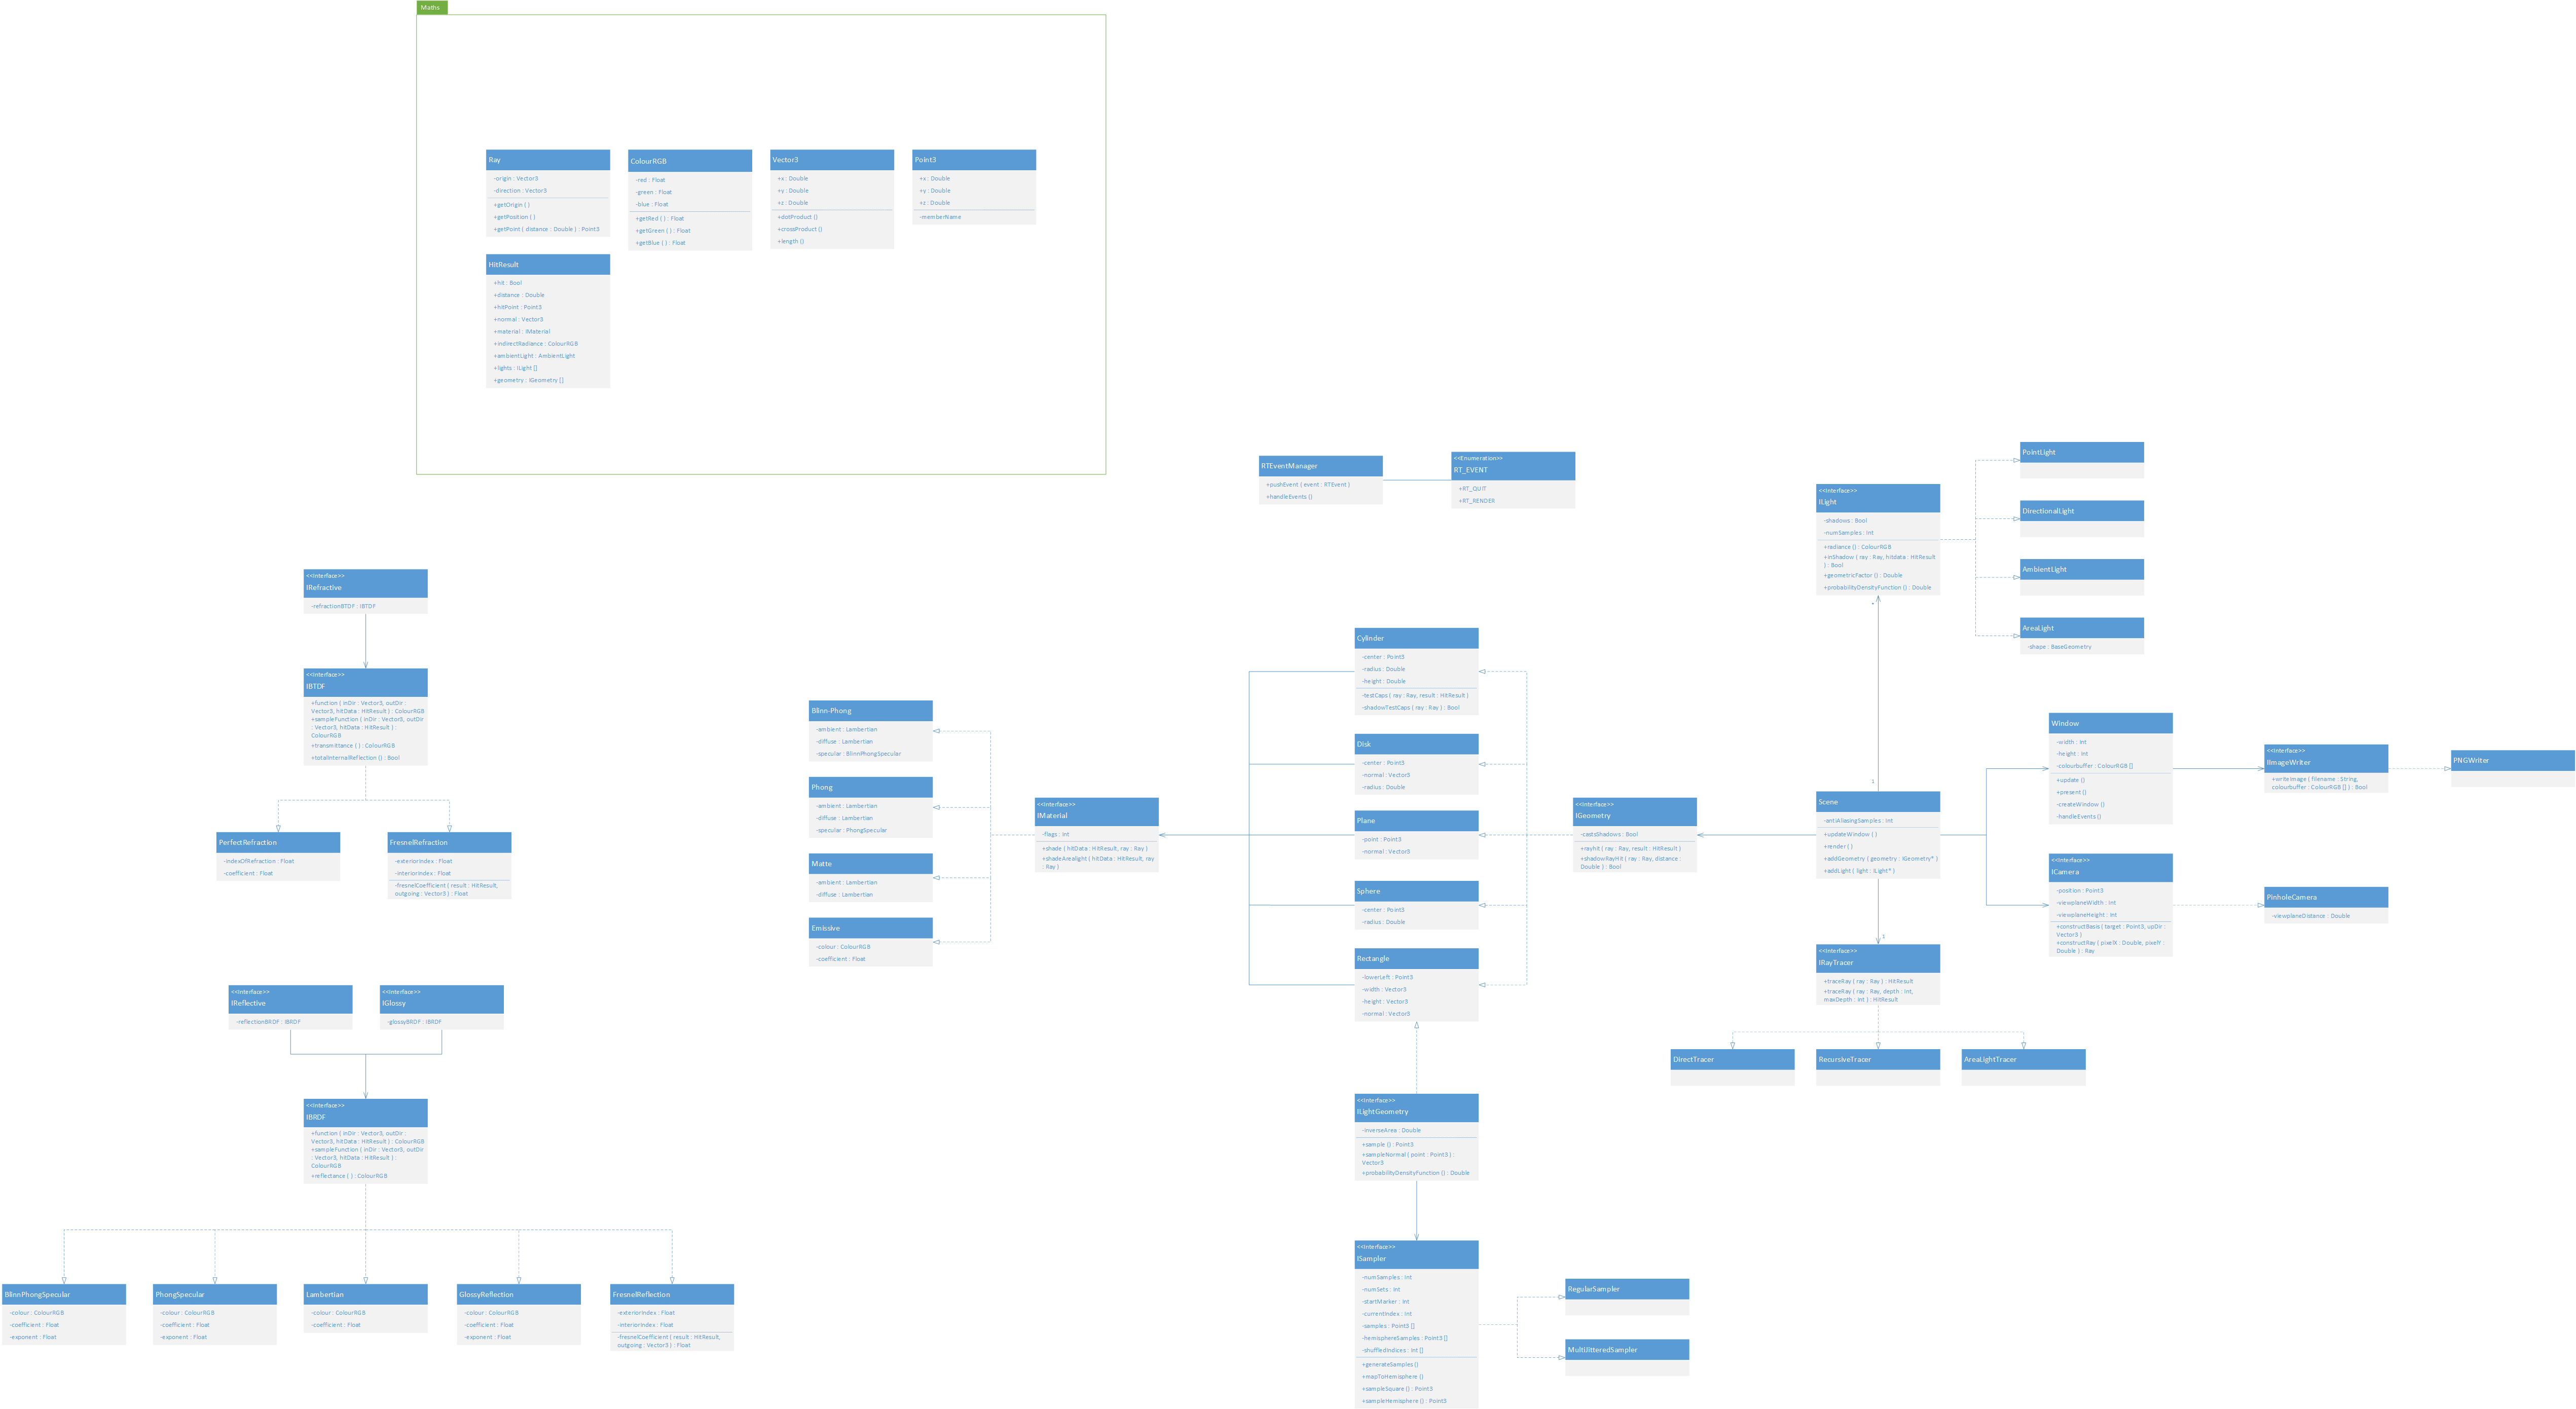 Maths
Ray
-origin : Vector3
-direction : Vector3
+getOrigin ( )
+getPosition ( )
+getPoint ( distance : Double ) : Point3
ColourRGB
-red : Float
-green : Float
-blue : Float
+getRed ( ) : Float
+getGreen ( ) : Float
+getBlue ( ) : Float
Vector3
+x : Double
+y : Double
+z : Double
+dotProduct ()
+crossProduct ()
+length ()
Point3
+x : Double
+y : Double
+z : Double
-memberName
HitResult
+hit : Bool
+distance : Double
+hitPoint : Point3
+normal : Vector3
+material : IMaterial
+indirectRadiance : ColourRGB
+ambientLight : AmbientLight
+lights : ILight []
+geometry : IGeometry []
RTEventManager
+pushEvent ( event : RTEvent )
+handleEvents ()
<<Enumeration>>
RT_EVENT
+RT_QUIT
+RT_RENDER
PointLight
<<Interface>>
ILight
-shadows : Bool
-numSamples : Int
+radiance () : ColourRGB
+inShadow ( ray : Ray, hitdata : HitResult
) : Bool
+geometricFactor () : Double
+probabilityDensityFunction () : Double
DirectionalLight
AmbientLight
AreaLight
-shape : BaseGeometry
*
1
<<Interface>>
IRefractive
-refractionBTDF : IBTDF
<<Interface>>
IBTDF
+function ( inDir : Vector3, outDir :
Vector3, hitData : HitResult ) : ColourRGB
+sampleFunction ( inDir : Vector3, outDir
: Vector3, hitData : HitResult ) :
ColourRGB
+transmittance ( ) : ColourRGB
+totalInternalReflection () : Bool
PerfectRefraction
-indexOfRefraction : Float
-coefficient : Float
FresnelRefraction
-exteriorIndex : Float
-interiorIndex : Float
-fresnelCoefficient ( result : HitResult,
outgoing : Vector3 ) : Float
Blinn-Phong
-ambient : Lambertian
-diffuse : Lambertian
-specular : BlinnPhongSpecular
Phong
-ambient : Lambertian
-diffuse : Lambertian
-specular : PhongSpecular
Matte
-ambient : Lambertian
-diffuse : Lambertian
Emissive
-colour : ColourRGB
-coefficient : Float
<<Interface>>
IMaterial
-flags : Int
+shade ( hitData : HitResult, ray : Ray )
+shadeArealight ( hitData : HitResult, ray
: Ray )
Cylinder
-center : Point3
-radius : Double
-height : Double
-testCaps ( ray : Ray, result : HitResult )
-shadowTestCaps ( ray : Ray ) : Bool
Disk
-center : Point3
-normal : Vector3
-radius : Double
Plane
-point : Point3
-normal : Vector3
Sphere
-center : Point3
-radius : Double
Rectangle
-lowerLeft : Point3
-width : Vector3
-height : Vector3
-normal : Vector3
<<Interface>>
IGeometry
-castsShadows : Bool
+rayhit ( ray : Ray, result : HitResult )
+shadowRayHit ( ray : Ray, distance :
Double ) : Bool
Scene
-antiAliasingSamples : Int
+updateWindow ( )
+render ( )
+addGeometry ( geometry : IGeometry* )
+addLight ( light : ILight* )
Window
-width : Int
-height : Int
-colourbuffer : ColourRGB []
+update ()
+present ()
-createWindow ()
-handleEvents ()
<<Interface>>
IImageWriter
+writeImage ( filename : String,
colourbuffer : ColourRGB [] ) : Bool
PNGWriter
<<Interface>>
ICamera
-position : Point3
-viewplaneWidth : Int
-viewplaneHeight : Int
+constructBasis ( target : Point3, upDir :
Vector3 )
+constructRay ( pixelX : Double, pixelY :
Double ) : Ray
PinholeCamera
-viewplaneDistance : Double
1
<<Interface>>
IRayTracer
+traceRay ( ray : Ray ) : HitResult
+traceRay ( ray : Ray, depth : Int,
maxDepth : Int ) : HitResult
DirectTracer
RecursiveTracer
AreaLightTracer
<<Interface>>
IReflective
-reflectionBRDF : IBRDF
<<Interface>>
IGlossy
-glossyBRDF : IBRDF
<<Interface>>
IBRDF
+function ( inDir : Vector3, outDir :
Vector3, hitData : HitResult ) : ColourRGB
+sampleFunction ( inDir : Vector3, outDir
: Vector3, hitData : HitResult ) :
ColourRGB
+reflectance ( ) : ColourRGB
BlinnPhongSpecular
-colour : ColourRGB
-coefficient : Float
-exponent : Float
PhongSpecular
-colour : ColourRGB
-coefficient : Float
-exponent : Float
Lambertian
-colour : ColourRGB
-coefficient : Float
GlossyReflection
-colour : ColourRGB
-coefficient : Float
-exponent : Float
FresnelReflection
-exteriorIndex : Float
-interiorIndex : Float
-fresnelCoefficient ( result : HitResult,
outgoing : Vector3 ) : Float
<<Interface>>
ILightGeometry
-inverseArea : Double
+sample () : Point3
+sampleNormal ( point : Point3 ) :
Vector3
+probabilityDensityFunction () : Double
<<Interface>>
ISampler
-numSamples : Int
-numSets : Int
-startMarker : Int
-currentIndex : Int
-samples : Point3 []
-hemisphereSamples : Point3 []
-shuffledIndices : Int []
+generateSamples ()
+mapToHemisphere ()
+sampleSquare () : Point3
+sampleHemisphere () : Point3
RegularSampler
MultiJitteredSampler